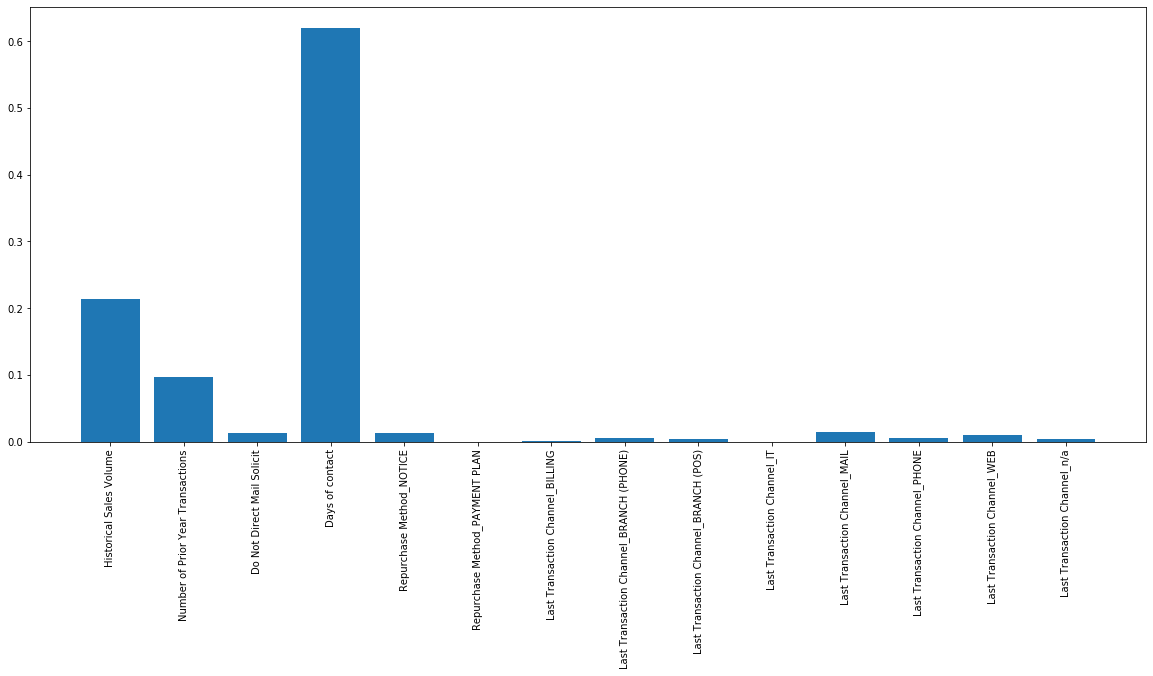 0.6
0.5
0.4
0.3
0.2
0.1
0.0
Historical Sales Volume
Number of Prior Year Transactions
Do Not Direct Mail Solicit
Days of contact
Repurchase Method_NOTICE
Repurchase Method_PAYMENT PLAN
Last Transaction Channel_BILLING
Last Transaction Channel_BRANCH (PHONE)
Last Transaction Channel_BRANCH (POS)
Last Transaction Channel_IT
Last Transaction Channel_MAIL
Last Transaction Channel_PHONE
Last Transaction Channel_WEB
Last Transaction Channel_n/a